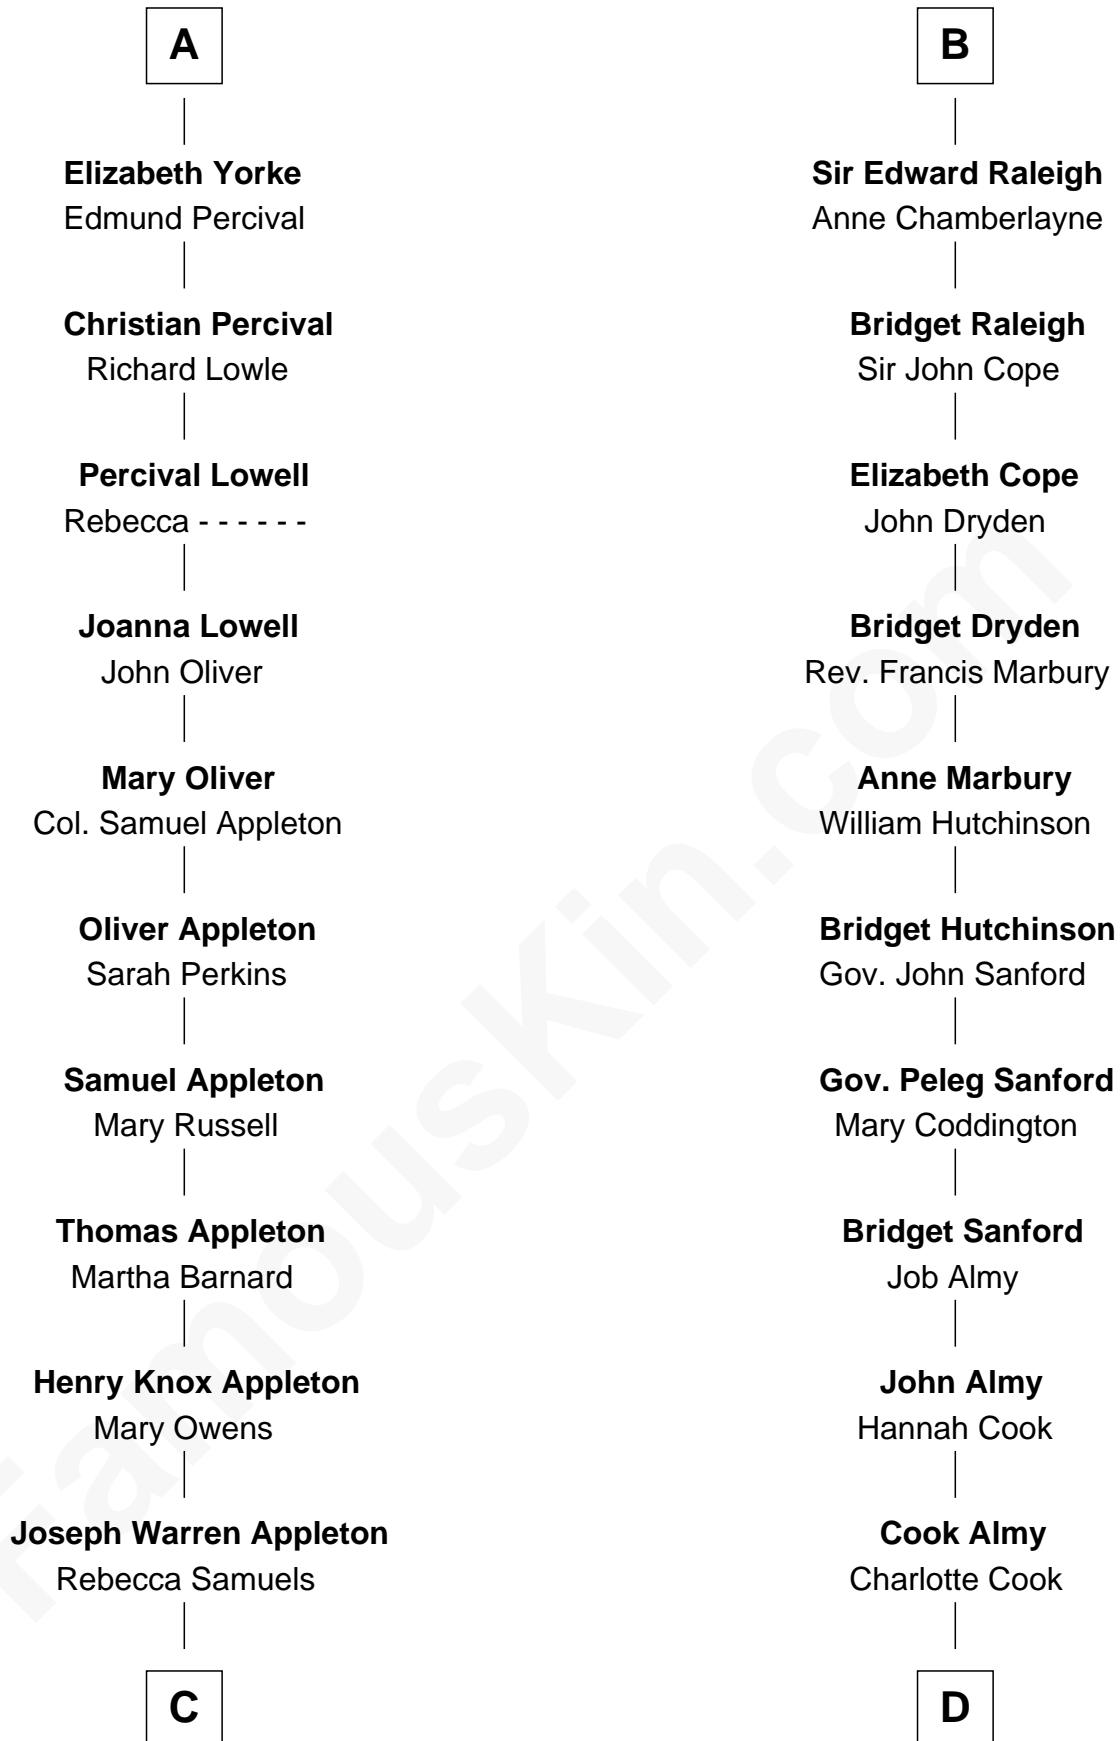 A
Elizabeth Yorke
Edmund Percival
Christian Percival
Richard Lowle
Percival Lowell
Rebecca - - - - - -
Joanna Lowell
John Oliver
Mary Oliver
Col. Samuel Appleton
Oliver Appleton
Sarah Perkins
Samuel Appleton
Mary Russell
Thomas Appleton
Martha Barnard
Henry Knox Appleton
Mary Owens
Joseph Warren Appleton
Rebecca Samuels
C
B
Sir Edward Raleigh
Anne Chamberlayne
Bridget Raleigh
Sir John Cope
Elizabeth Cope
John Dryden
Bridget Dryden
Rev. Francis Marbury
Anne Marbury
William Hutchinson
Bridget Hutchinson
Gov. John Sanford
Gov. Peleg Sanford
Mary Coddington
Bridget Sanford
Job Almy
John Almy
Hannah Cook
Cook Almy
Charlotte Cook
D
FamousKin.com